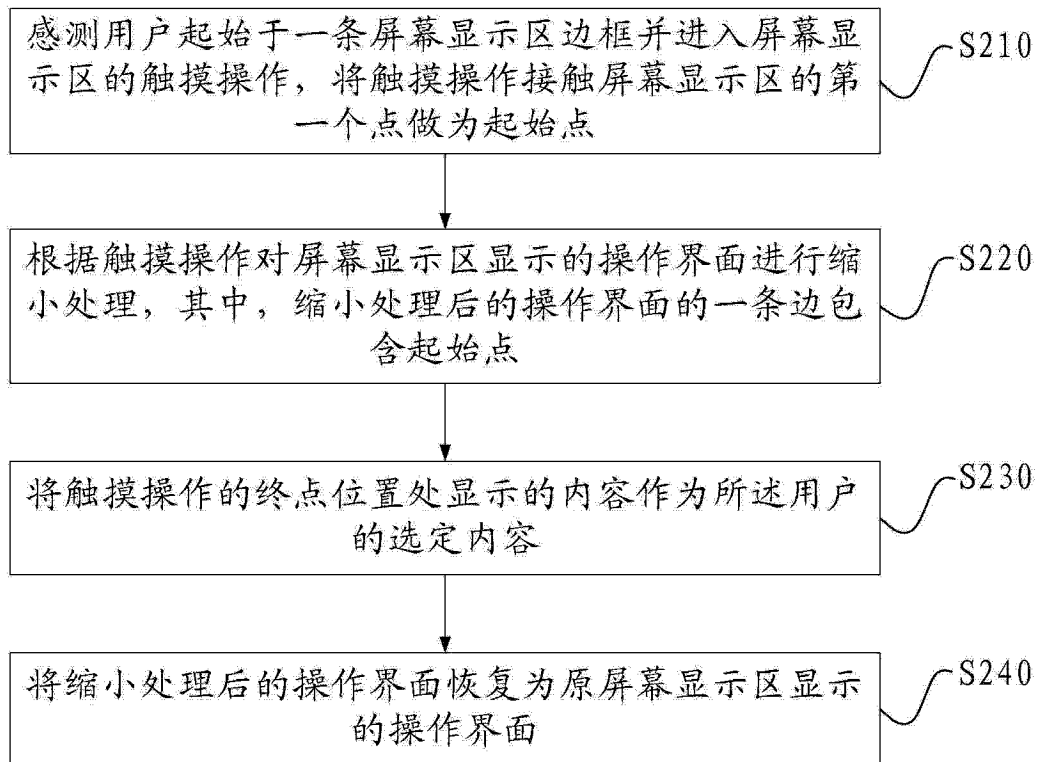 感测用户起始于一条屏幕显示区边框并进入屏幕显
示区的触摸操作，将触摸操作接触屏幕显示区的第
一个点做为起始点
S210
根据触摸操作对屏幕显示区显示的操作界面进行缩
小处理，其中，缩小处理后的操作界面的一条边包
含起始点
S220
将触摸操作的终点位置处显示的内容作为所述用户
的选定内容
S230
将缩小处理后的操作界面恢复为原屏幕显示区显示
的操作界面
S240